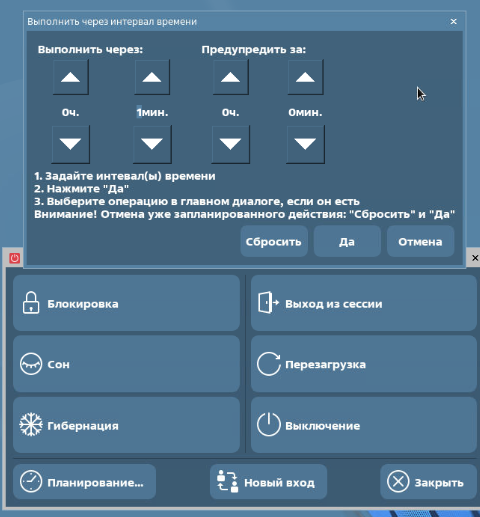 Выполнить через интервал времени
Выполнить через: Предупредить за:
0ч. 1мин. 0ч. 0мин.
1. Задайте интевал(ы) времени
2. Нажмите "Да"
3. Выберите операцию в главном диалоге, если он есть
Внимание! Отмена уже запланированного действия: "Сбросить" и "Да"
Сбросить Да Отмена
Блокировка Выход из сессии
Сон Перезагрузка
Гибернация Выключение
Планирование... Новый вход Закрыть